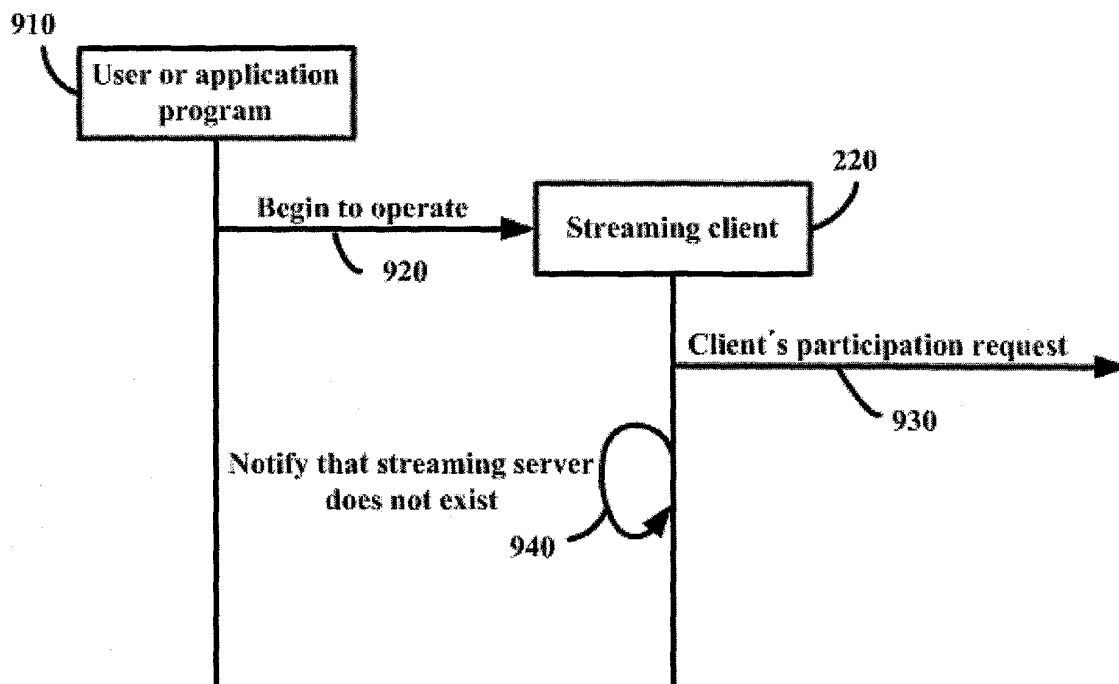 910
User or application
program
220
Begin to operate
Streaming client
920
Client's participation request
930
Notify that streaming server
does not exist
940